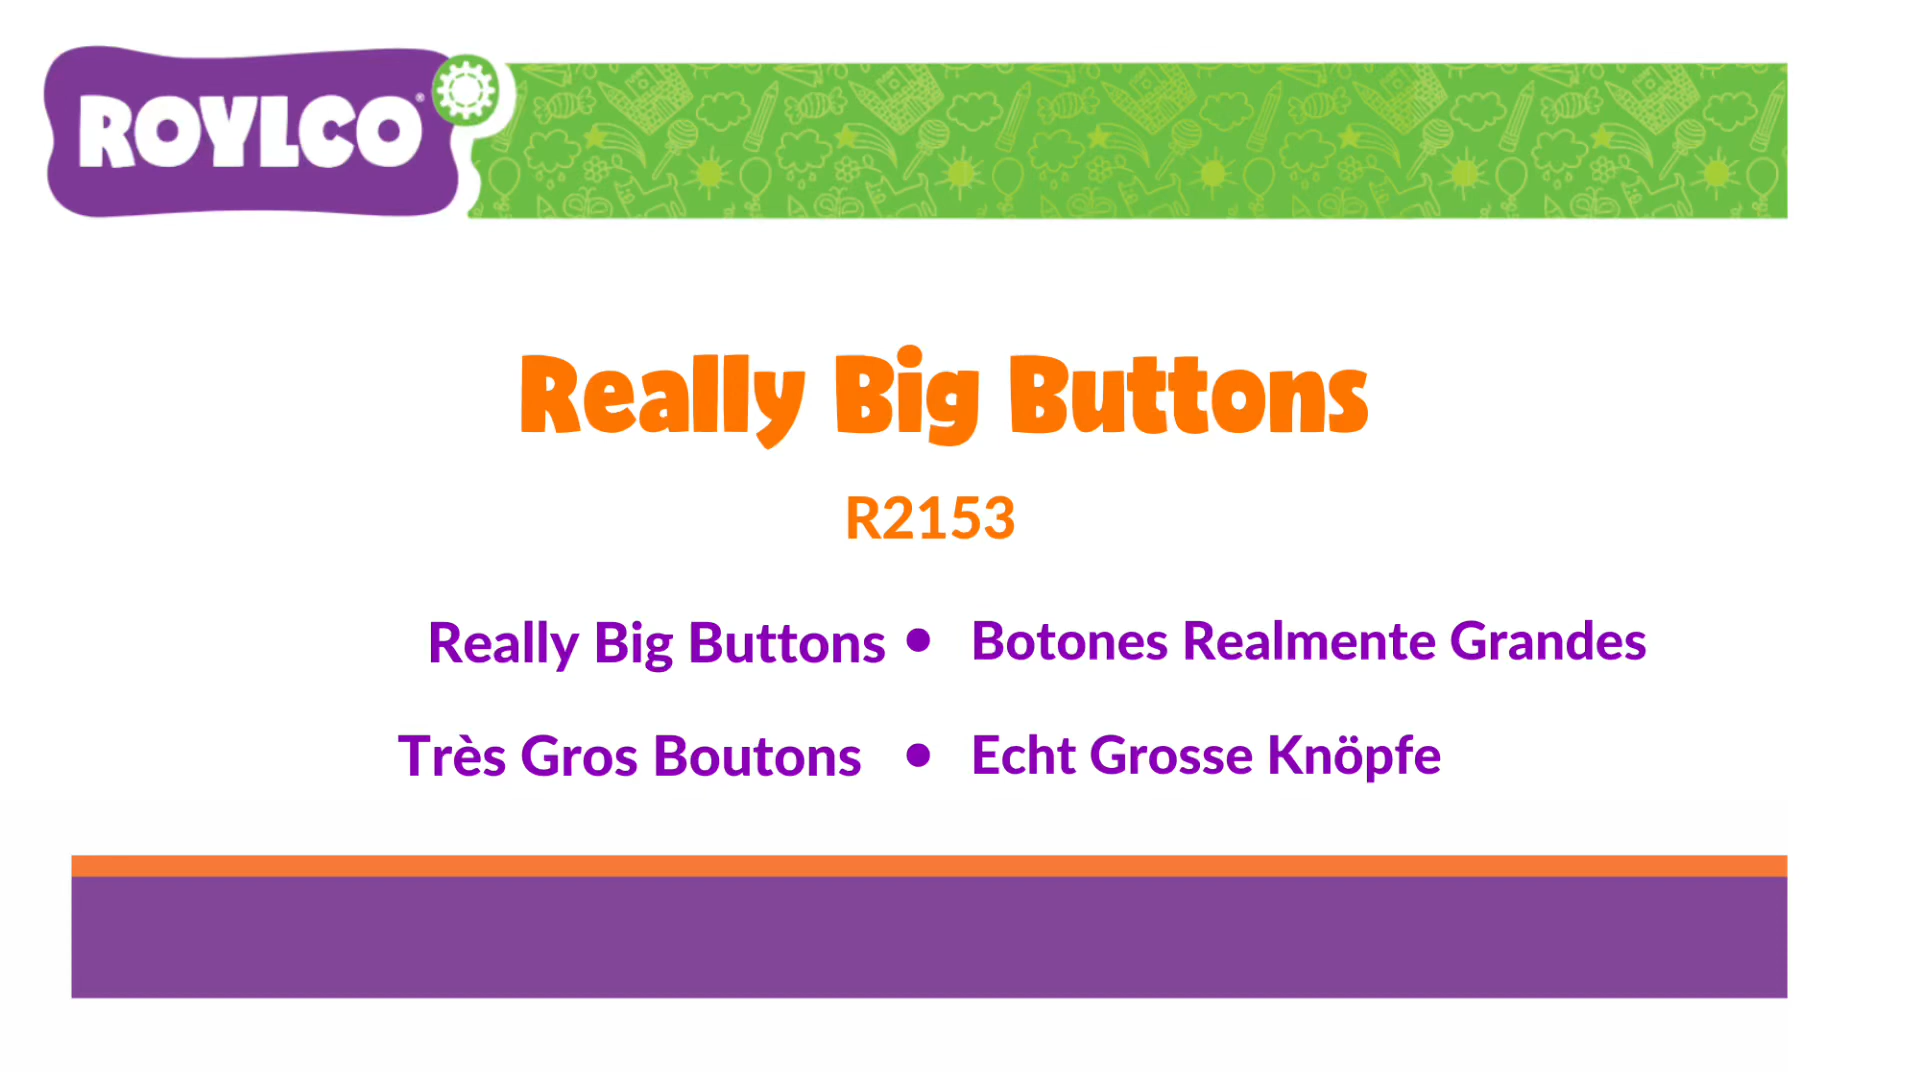 ROYLCO®
Really Big Buttons
R2153
Really Big Buttons • Botones Realmente Grandes
Très Gros Boutons • Echt Grosse Knöpfe